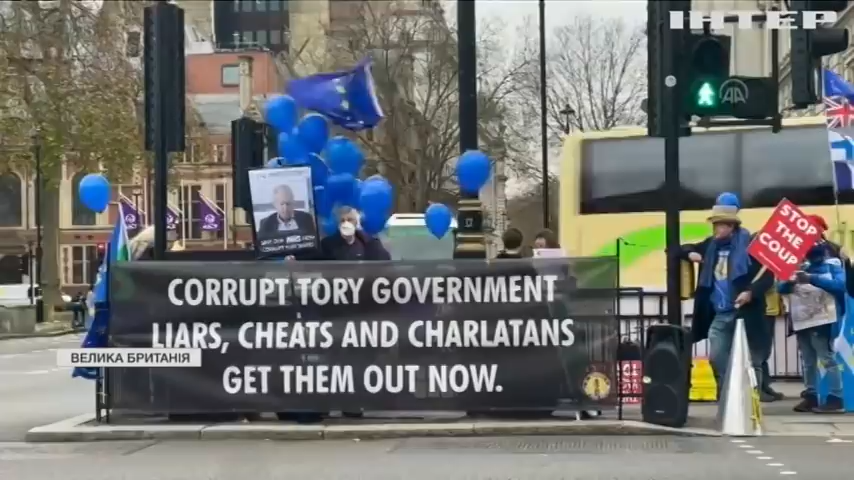 ІНТЕР
AA
STOP
THE
COUP
CORRUPT TORY GOVERNMENT
LIARS, CHEATS AND CHARLATANS
GET THEM OUT NOW.
ВЕЛИКА БРИТАНІЯ